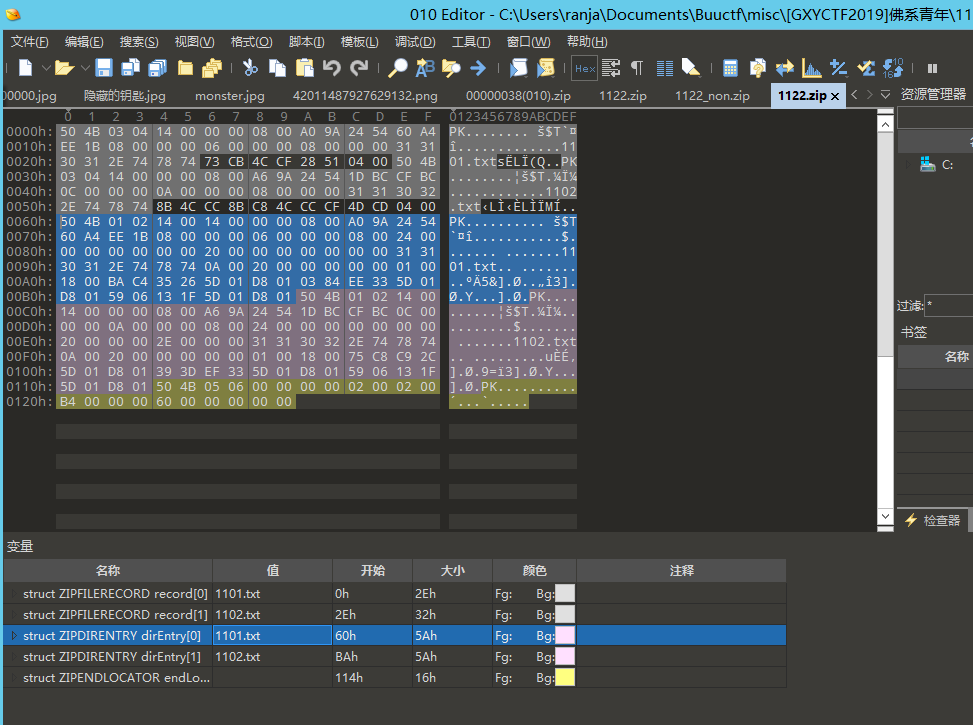 010 Editor - C:\Users\ranja\Documents\Buuctf\misc\[GXYCTF2019]佛系青年\11
文件(F) 编辑(E) 搜索(S) 视图(V) 格式(O) 脚本(I) 模板(L) 调试(D) 工具(T) 窗口(W) 帮助(H)
Hex
00000.jpg 隐藏的钥匙.jpg monster.jpg 42011487927629132.png 00000038(010).zip 1122.zip 1122_non.zip 1122.zip × 资源管理器
0 1 2 3 4 5 6 7 8 9 A B C D E F 0123456789ABCDEF
0000h: 50 4B 03 04 14 00 00 00 08 00 A0 9A 24 54 60 A4 PK........ š$T`¤
0010h: EE 1B 08 00 00 00 06 00 00 00 08 00 00 00 31 31 î.............11
0020h: 30 31 2E 74 78 74 73 CB 4C CF 28 51 04 00 50 4B 01.txtsËLÏ(Q..PK
0030h: 03 04 14 00 00 00 08 00 A6 9A 24 54 1D BC CF BC ........¦š$T.¼Ï¼
0040h: 0C 00 00 00 0A 00 00 00 08 00 00 00 31 31 30 32 ............1102
0050h: 2E 74 78 74 8B 4C CC 8B C8 4C CC CF 4D CD 04 00 .txt‹LÌ‹ÈLÌÏMÍ..
0060h: 50 4B 01 02 14 00 14 00 00 00 08 00 A0 9A 24 54 PK.......... š$T
0070h: 60 A4 EE 1B 08 00 00 00 06 00 00 00 08 00 24 00 `¤î...........$.
0080h: 00 00 00 00 00 00 20 00 00 00 00 00 00 00 31 31 ...... .......11
0090h: 30 31 2E 74 78 74 0A 00 20 00 00 00 00 00 01 00 01.txt.. .......
00A0h: 18 00 BA C4 35 26 5D 01 D8 01 03 84 EE 33 5D 01 ..ºÄ5&].Ø..„î3].
00B0h: D8 01 59 06 13 1F 5D 01 D8 01 50 4B 01 02 14 00 Ø.Y...].Ø.PK....
00C0h: 14 00 00 00 08 00 A6 9A 24 54 1D BC CF BC 0C 00 ......¦š$T.¼Ï¼..
00D0h: 00 00 0A 00 00 00 08 00 24 00 00 00 00 00 00 00 ........$.......
00E0h: 20 00 00 00 2E 00 00 00 31 31 30 32 2E 74 78 74  .......1102.txt
00F0h: 0A 00 20 00 00 00 00 00 01 00 18 00 75 C8 C9 2C .. .........uÈÉ,
0100h: 5D 01 D8 01 39 3D EF 33 5D 01 D8 01 59 06 13 1F ].Ø.9=ï3].Ø.Y...
0110h: 5D 01 D8 01 50 4B 05 06 00 00 00 00 02 00 02 00 ].Ø.PK..........
0120h: B4 00 00 00 60 00 00 00 00 00 ´...`.....
C:
过滤: *
书签
名称
检查器
变量
名称 值 开始 大小 颜色 注释
struct ZIPFILERECORD record[0] 1101.txt 0h 2Eh Fg: Bg:
struct ZIPFILERECORD record[1] 1102.txt 2Eh 32h Fg: Bg:
struct ZIPDIRENTRY dirEntry[0] 1101.txt 60h 5Ah Fg: Bg:
struct ZIPDIRENTRY dirEntry[1] 1102.txt BAh 5Ah Fg: Bg:
struct ZIPENDLOCATOR endLo... 114h 16h Fg: Bg: